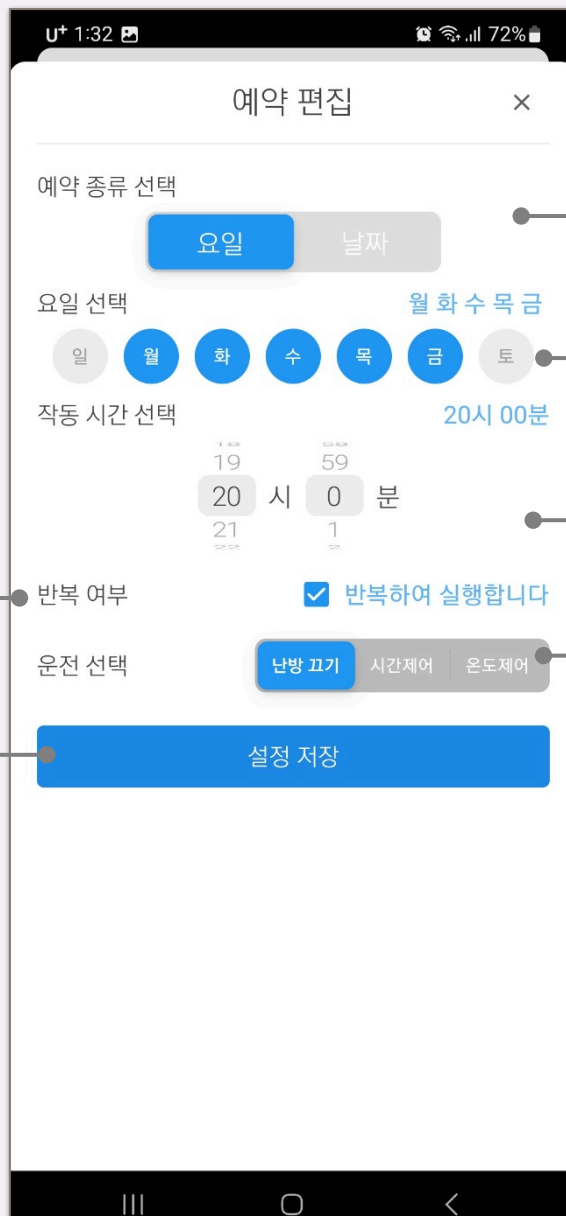 U+ 1:32 72%
예약 편집
예약 종류 선택
요일 날짜
요일 선택 월 화 수 목 금
일 월 화 수 목 금 토
작동 시간 선택 20시 00분
19 59
20 시 0 분
21 1
반복 여부 반복하여 실행합니다
운전 선택 난방 끄기 시간제어 온도제어
설정 저장